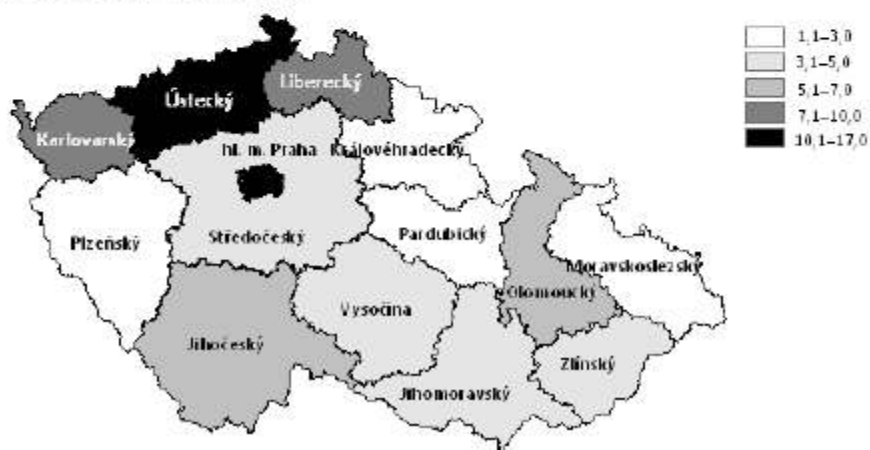 1,1–3,0
3,1–5,0
5,1–7,0
7,1–10,0
10,1–17,0
Liberecký
Ústecký
Karlovarský
hl. m. Praha
Královéhradecký
Plzeňský
Středočeský
Pardubický
Moravskoslezský
Olomoucký
Vysočina
Jihočeský
Zlínský
Jihomoravský